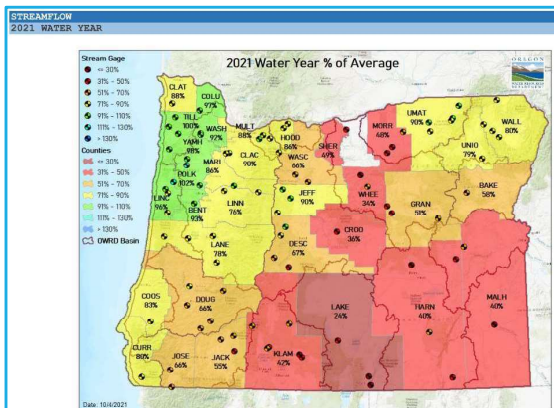 STREAMFLOW
2021 WATER YEAR
2021 Water Year % of Average
OREGON
Stream Gage
<= 30%
31% - 50%
51% - 70%
71% - 90%
91% - 110%
111% - 130%
> 130%
Counties
<= 30%
31% - 50%
51% - 70%
71% - 90%
91% - 110%
111% - 130%
> 130%
OWRD Basin
CLAT
88%
COLU
97%
TILL
100%
WASH
92%
MULT
88%
HOOD
86%
YAMH
98%
CLAC
90%
WASC
66%
SHER
49%
MORR
48%
UMAT
90%
WALL
80%
UNIO
79%
MARI
86%
POLK
102%
LINC
96%
BENT
93%
LINN
76%
JEFF
90%
WHEE
34%
GRAN
51%
BAKE
58%
CROO
36%
LANE
78%
DESC
67%
COOS
83%
DOUG
66%
LAKE
24%
HARN
40%
MALH
40%
CURR
80%
JOSE
66%
JACK
55%
KLAM
42%
Date: 10/4/2021